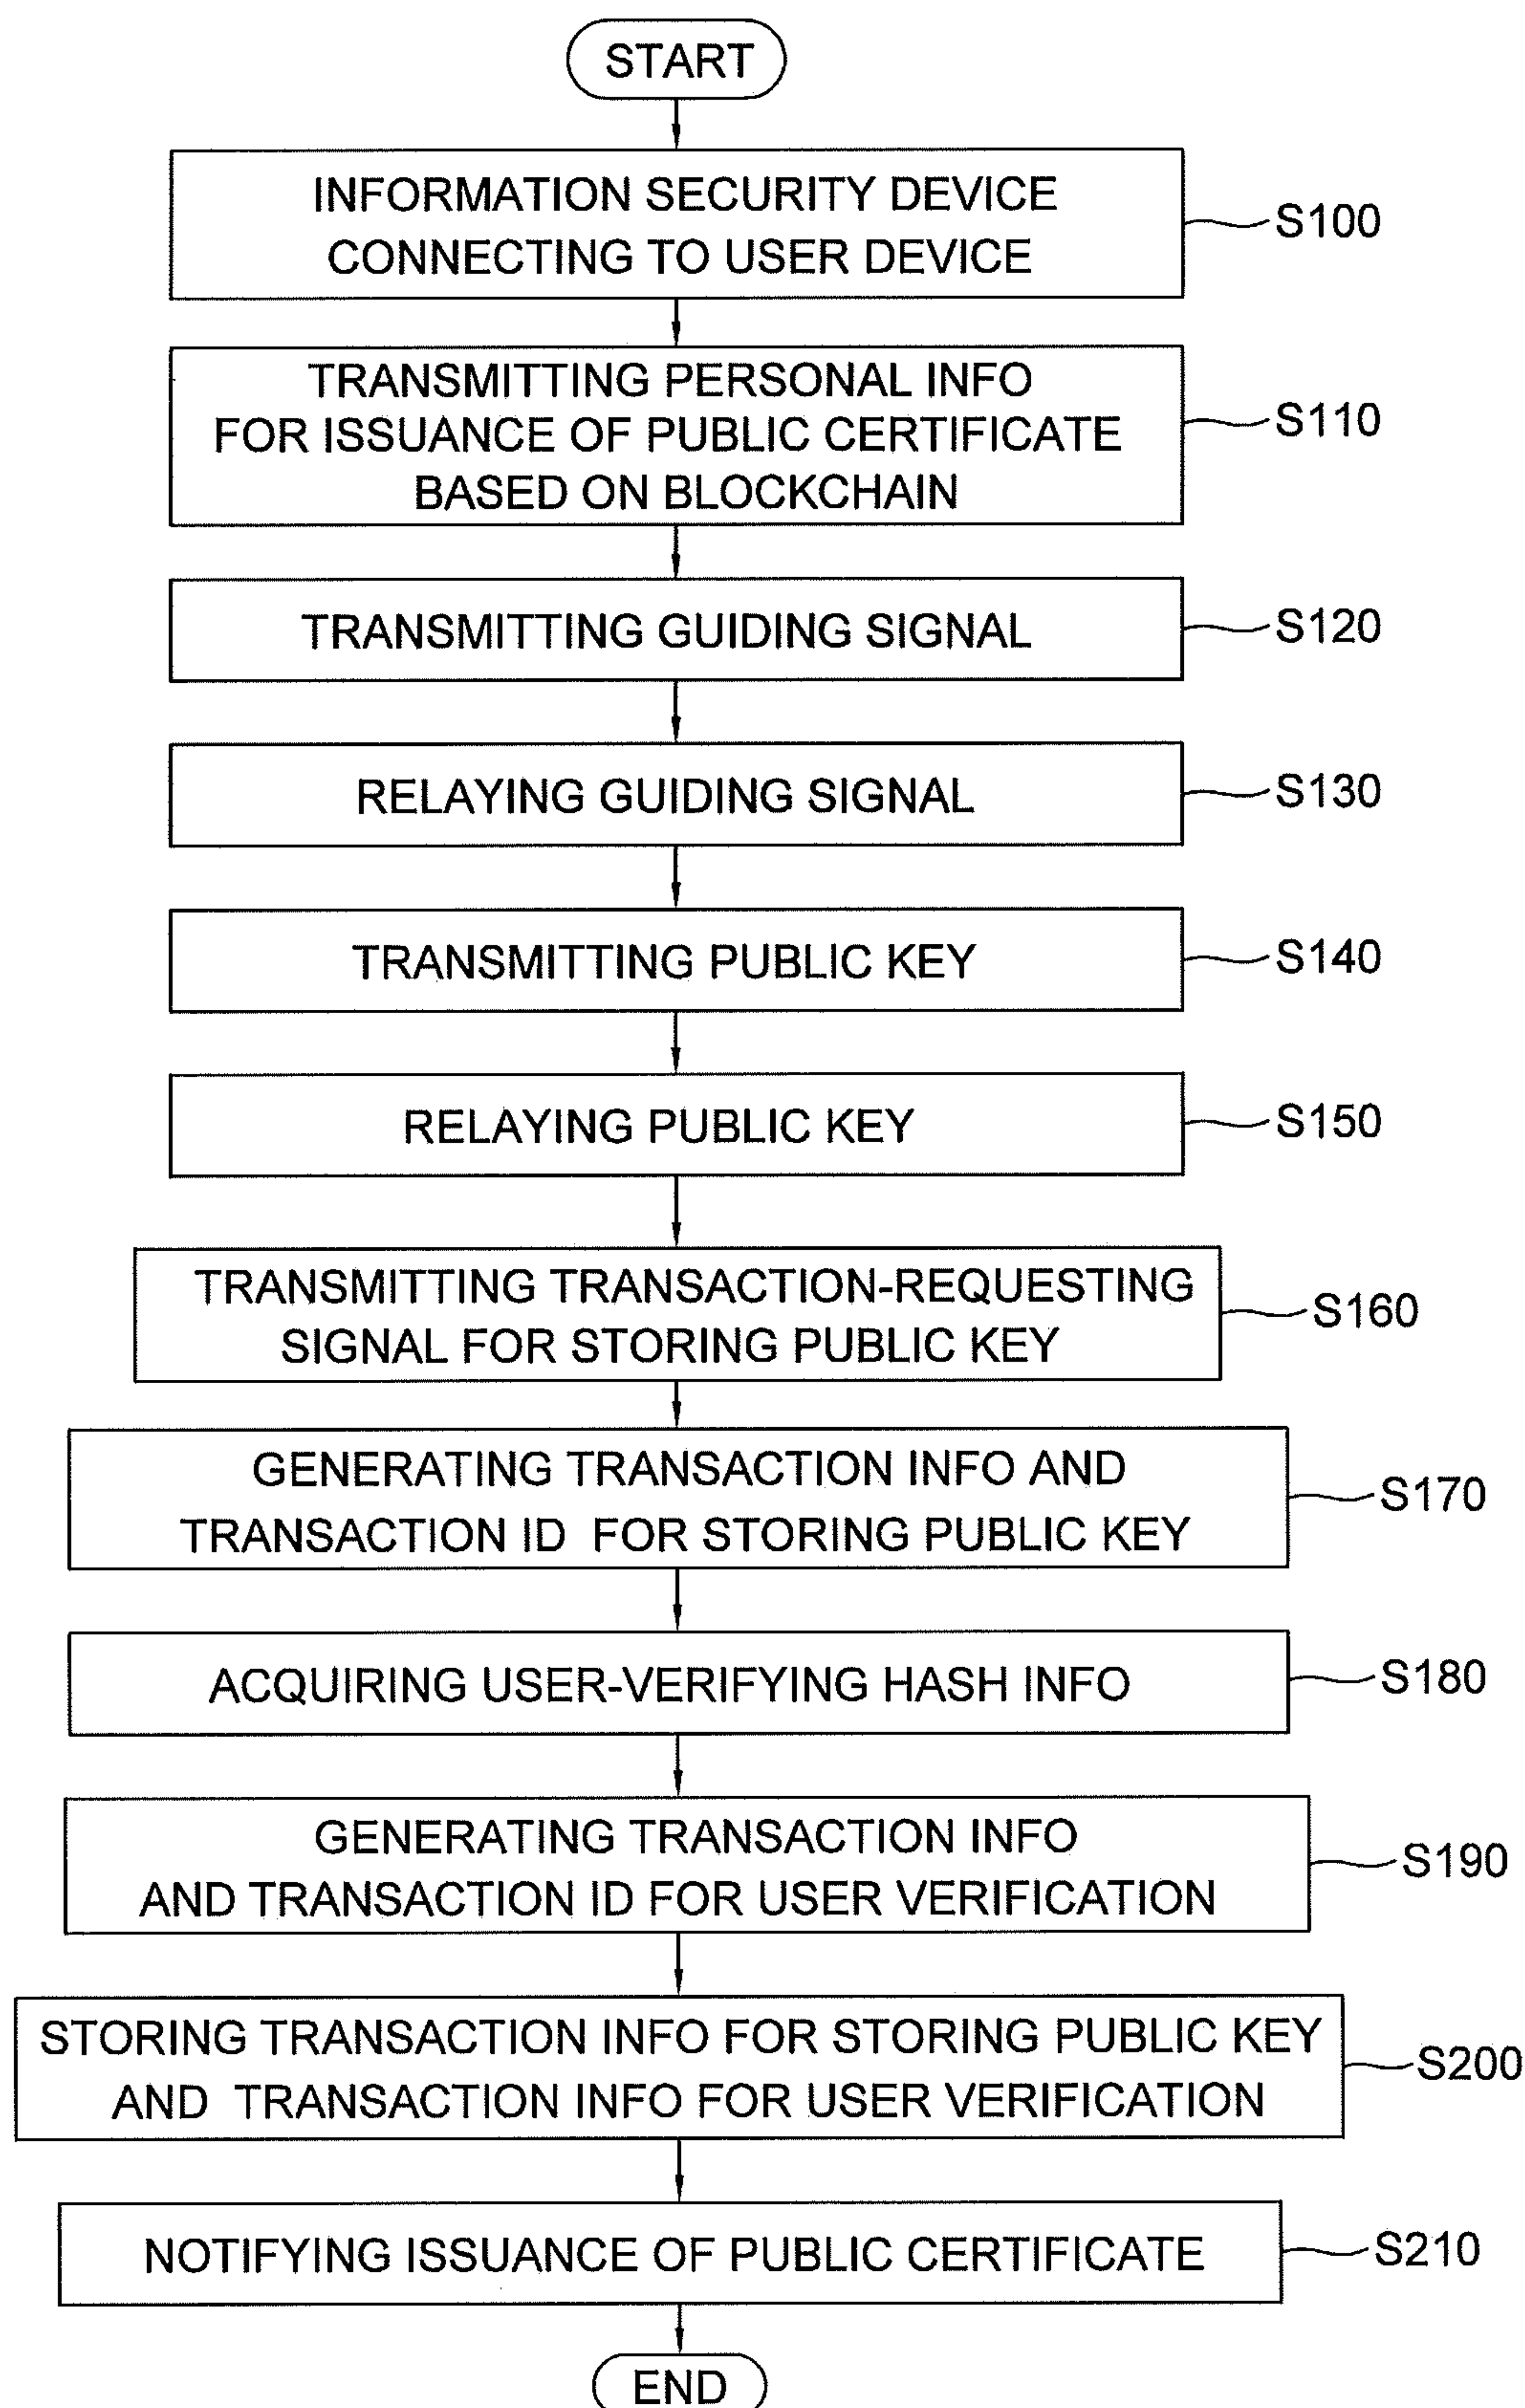 START
INFORMATION SECURITY DEVICE
CONNECTING TO USER DEVICE
S100
TRANSMITTING PERSONAL INFO
FOR ISSUANCE OF PUBLIC CERTIFICATE
BASED ON BLOCKCHAIN
S110
TRANSMITTING GUIDING SIGNAL
S120
RELAYING GUIDING SIGNAL
S130
TRANSMITTING PUBLIC KEY
S140
RELAYING PUBLIC KEY
S150
TRANSMITTING TRANSACTION-REQUESTING
SIGNAL FOR STORING PUBLIC KEY
S160
GENERATING TRANSACTION INFO AND
TRANSACTION ID FOR STORING PUBLIC KEY
S170
ACQUIRING USER-VERIFYING HASH INFO
S180
GENERATING TRANSACTION INFO
AND TRANSACTION ID FOR USER VERIFICATION
S190
STORING TRANSACTION INFO FOR STORING PUBLIC KEY
AND TRANSACTION INFO FOR USER VERIFICATION
S200
NOTIFYING ISSUANCE OF PUBLIC CERTIFICATE
S210
END